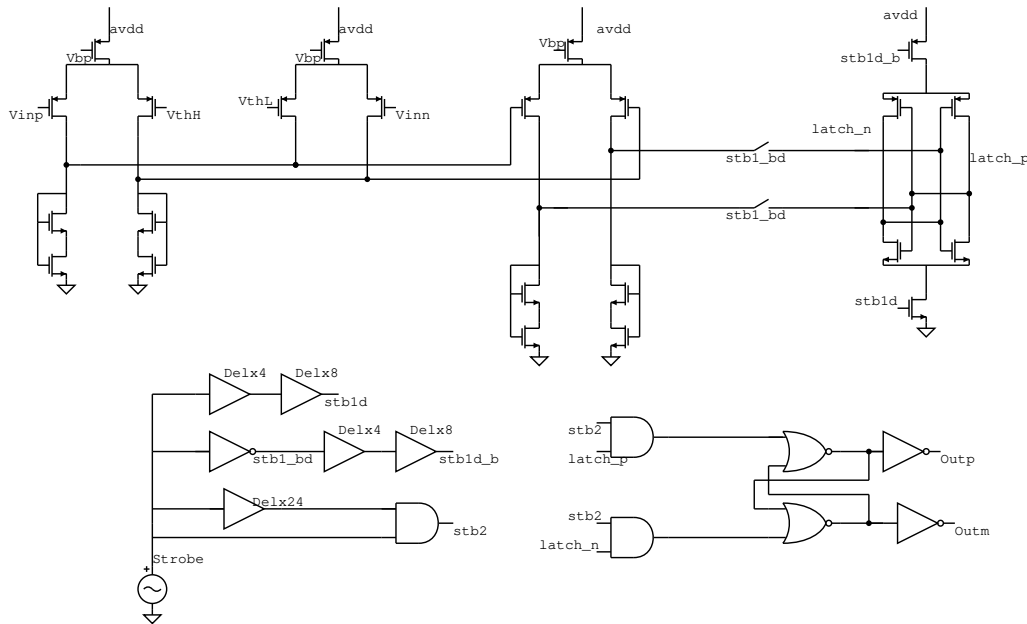 avdd
avdd
avdd
avdd
Vbp
Vbp
Vbp
stb1d_b
Vinp
VthH
VthL
Vinn
latch_n
latch_p
stb1_bd
stb1_bd
stb1d
Delx4
Delx8
stb1d
Delx4
Delx8
stb1_bd
stb1d_b
Delx24
stb2
Strobe
+
stb2
latch_p
Outp
stb2
latch_n
Outm